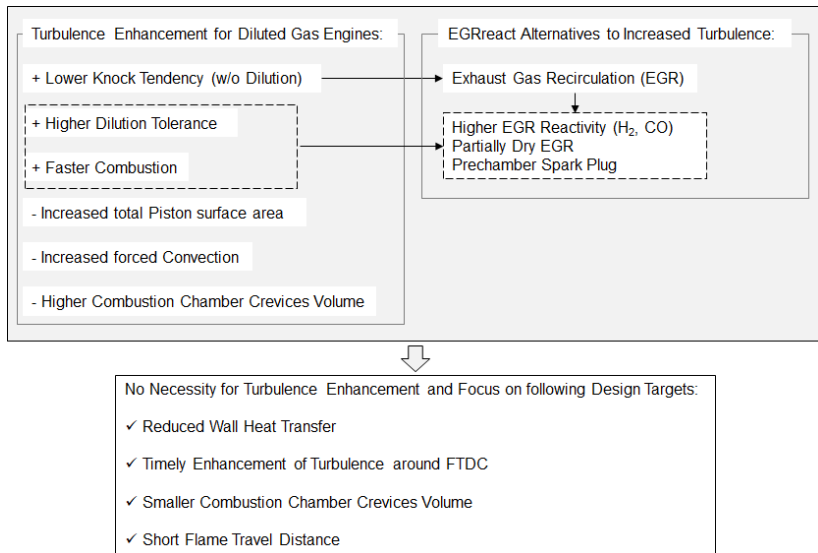 Turbulence Enhancement for Diluted Gas Engines:
+ Lower Knock Tendency (w/o Dilution)
+ Higher Dilution Tolerance
+ Faster Combustion
- Increased total Piston surface area
- Increased forced Convection
- Higher Combustion Chamber Crevices Volume
EGRreact Alternatives to Increased Turbulence:
Exhaust Gas Recirculation (EGR)
Higher EGR Reactivity (H₂, CO)
Partially Dry EGR
Prechamber Spark Plug
No Necessity for Turbulence Enhancement and Focus on following Design Targets:
✓ Reduced Wall Heat Transfer
✓ Timely Enhancement of Turbulence around FTDC
✓ Smaller Combustion Chamber Crevices Volume
✓ Short Flame Travel Distance